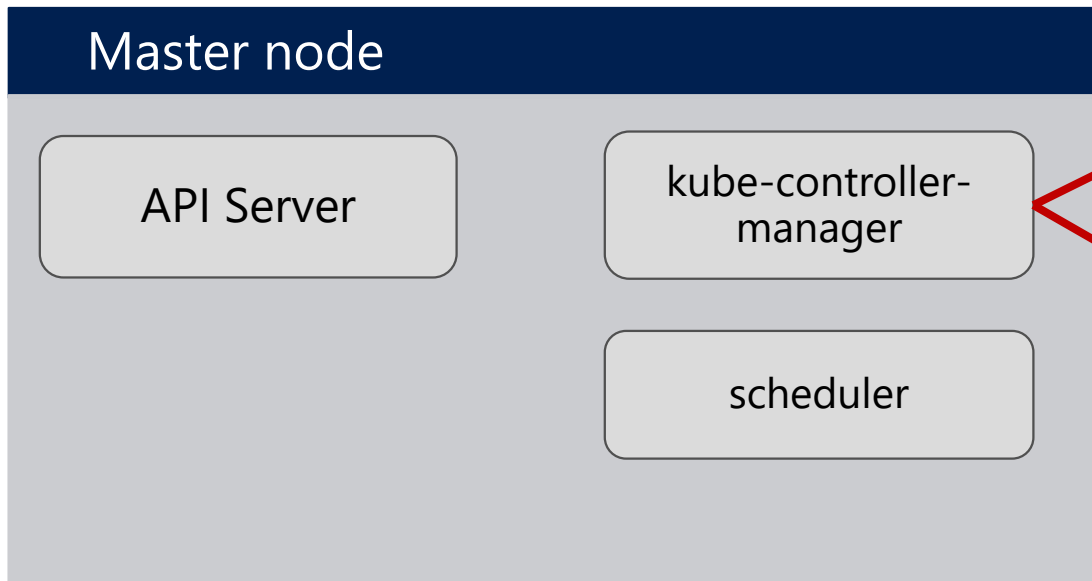 Master node
API Server
kube-controller-
manager
scheduler